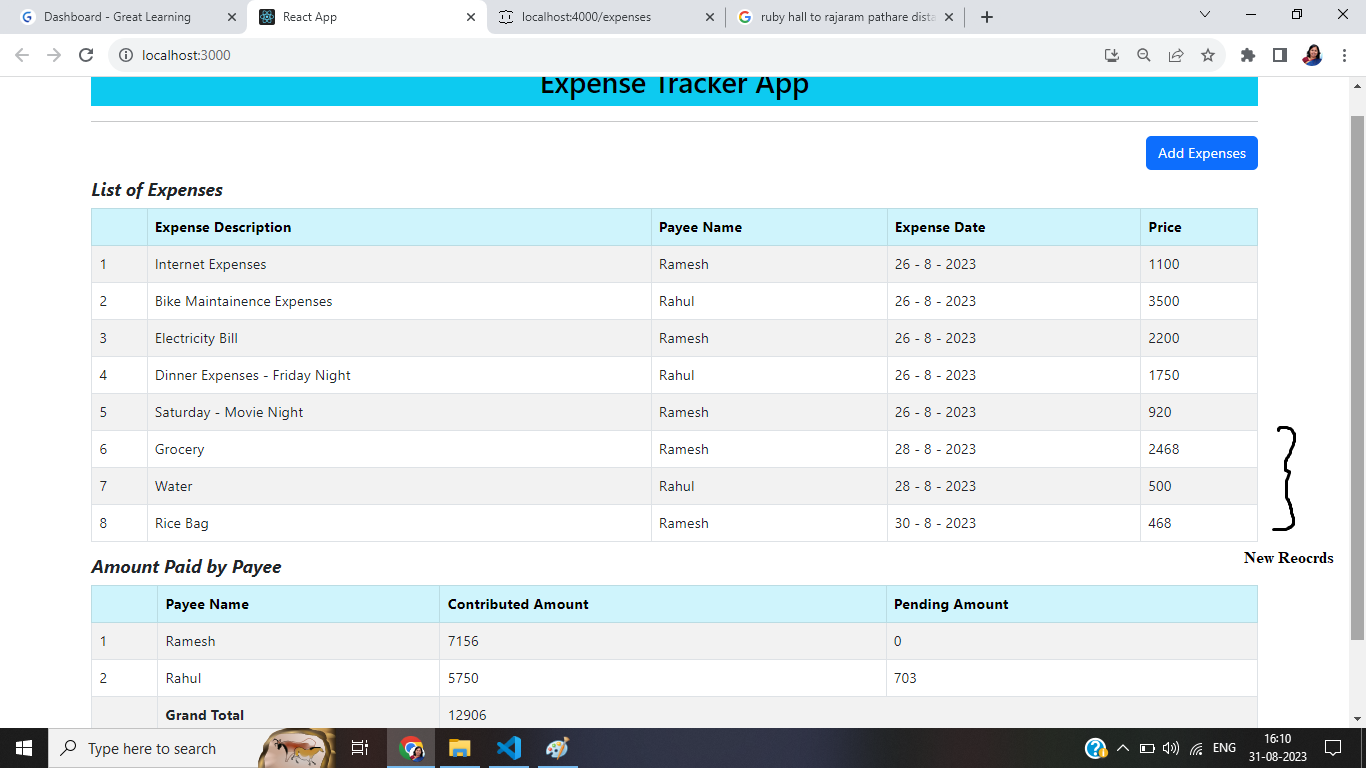 Dashboard - Great Learning
React App
localhost:4000/expenses
ruby hall to rajaram pathare dista
localhost:3000
Expense Tracker App
Add Expenses
List of Expenses
Expense Description Payee Name Expense Date Price
1 Internet Expenses Ramesh 26 - 8 - 2023 1100
2 Bike Maintainence Expenses Rahul 26 - 8 - 2023 3500
3 Electricity Bill Ramesh 26 - 8 - 2023 2200
4 Dinner Expenses - Friday Night Rahul 26 - 8 - 2023 1750
5 Saturday - Movie Night Ramesh 26 - 8 - 2023 920
6 Grocery Ramesh 28 - 8 - 2023 2468
7 Water Rahul 28 - 8 - 2023 500
8 Rice Bag Ramesh 30 - 8 - 2023 468
New Reocrds
Amount Paid by Payee
Payee Name Contributed Amount Pending Amount
1 Ramesh 7156 0
2 Rahul 5750 703
Grand Total 12906
Type here to search
ENG
16:10
31-08-2023